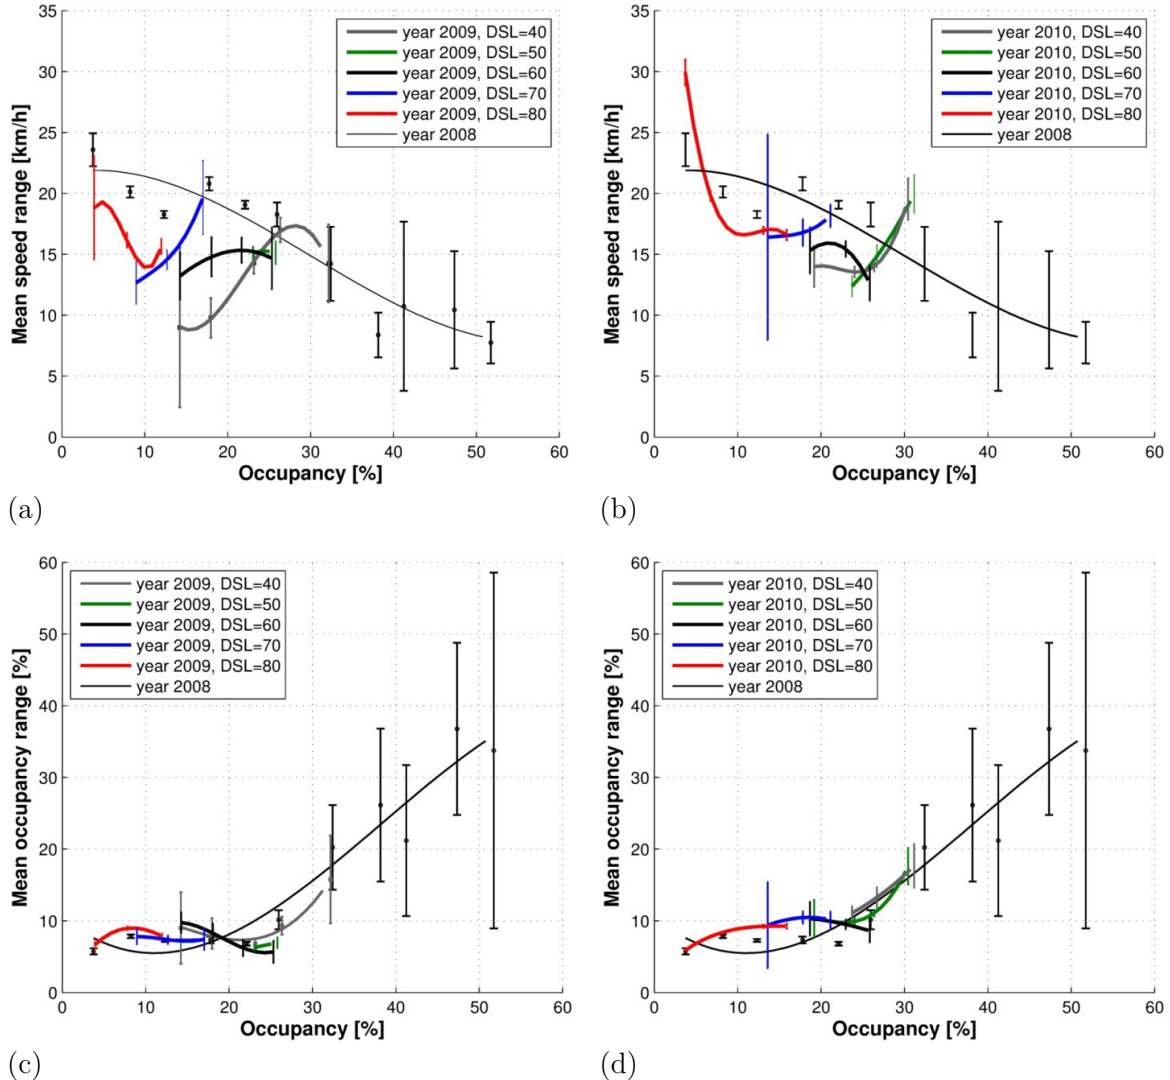 40
35
30
25
20
15
10
5
0
Mean speed range [km/h]
year 2009, DSL=40
year 2009, DSL=50
year 2009, DSL=60
year 2009, DSL=70
year 2009, DSL=80
year 2008
0 10 20 30 40 50 60
Occupancy [%]
(a)
35
30
25
20
15
10
5
0
Mean speed range [km/h]
year 2010, DSL=40
year 2010, DSL=50
year 2010, DSL=60
year 2010, DSL=70
year 2010, DSL=80
year 2008
0 10 20 30 40 50 60
Occupancy [%]
(b)
60
50
40
30
20
10
0
Mean occupancy range [%]
year 2009, DSL=40
year 2009, DSL=50
year 2009, DSL=60
year 2009, DSL=70
year 2009, DSL=80
year 2008
0 10 20 30 40 50 60
Occupancy [%]
(c)
60
50
40
30
20
10
0
Mean occupancy range [%]
year 2010, DSL=40
year 2010, DSL=50
year 2010, DSL=60
year 2010, DSL=70
year 2010, DSL=80
year 2008
0 10 20 30 40 50 60
Occupancy [%]
(d)